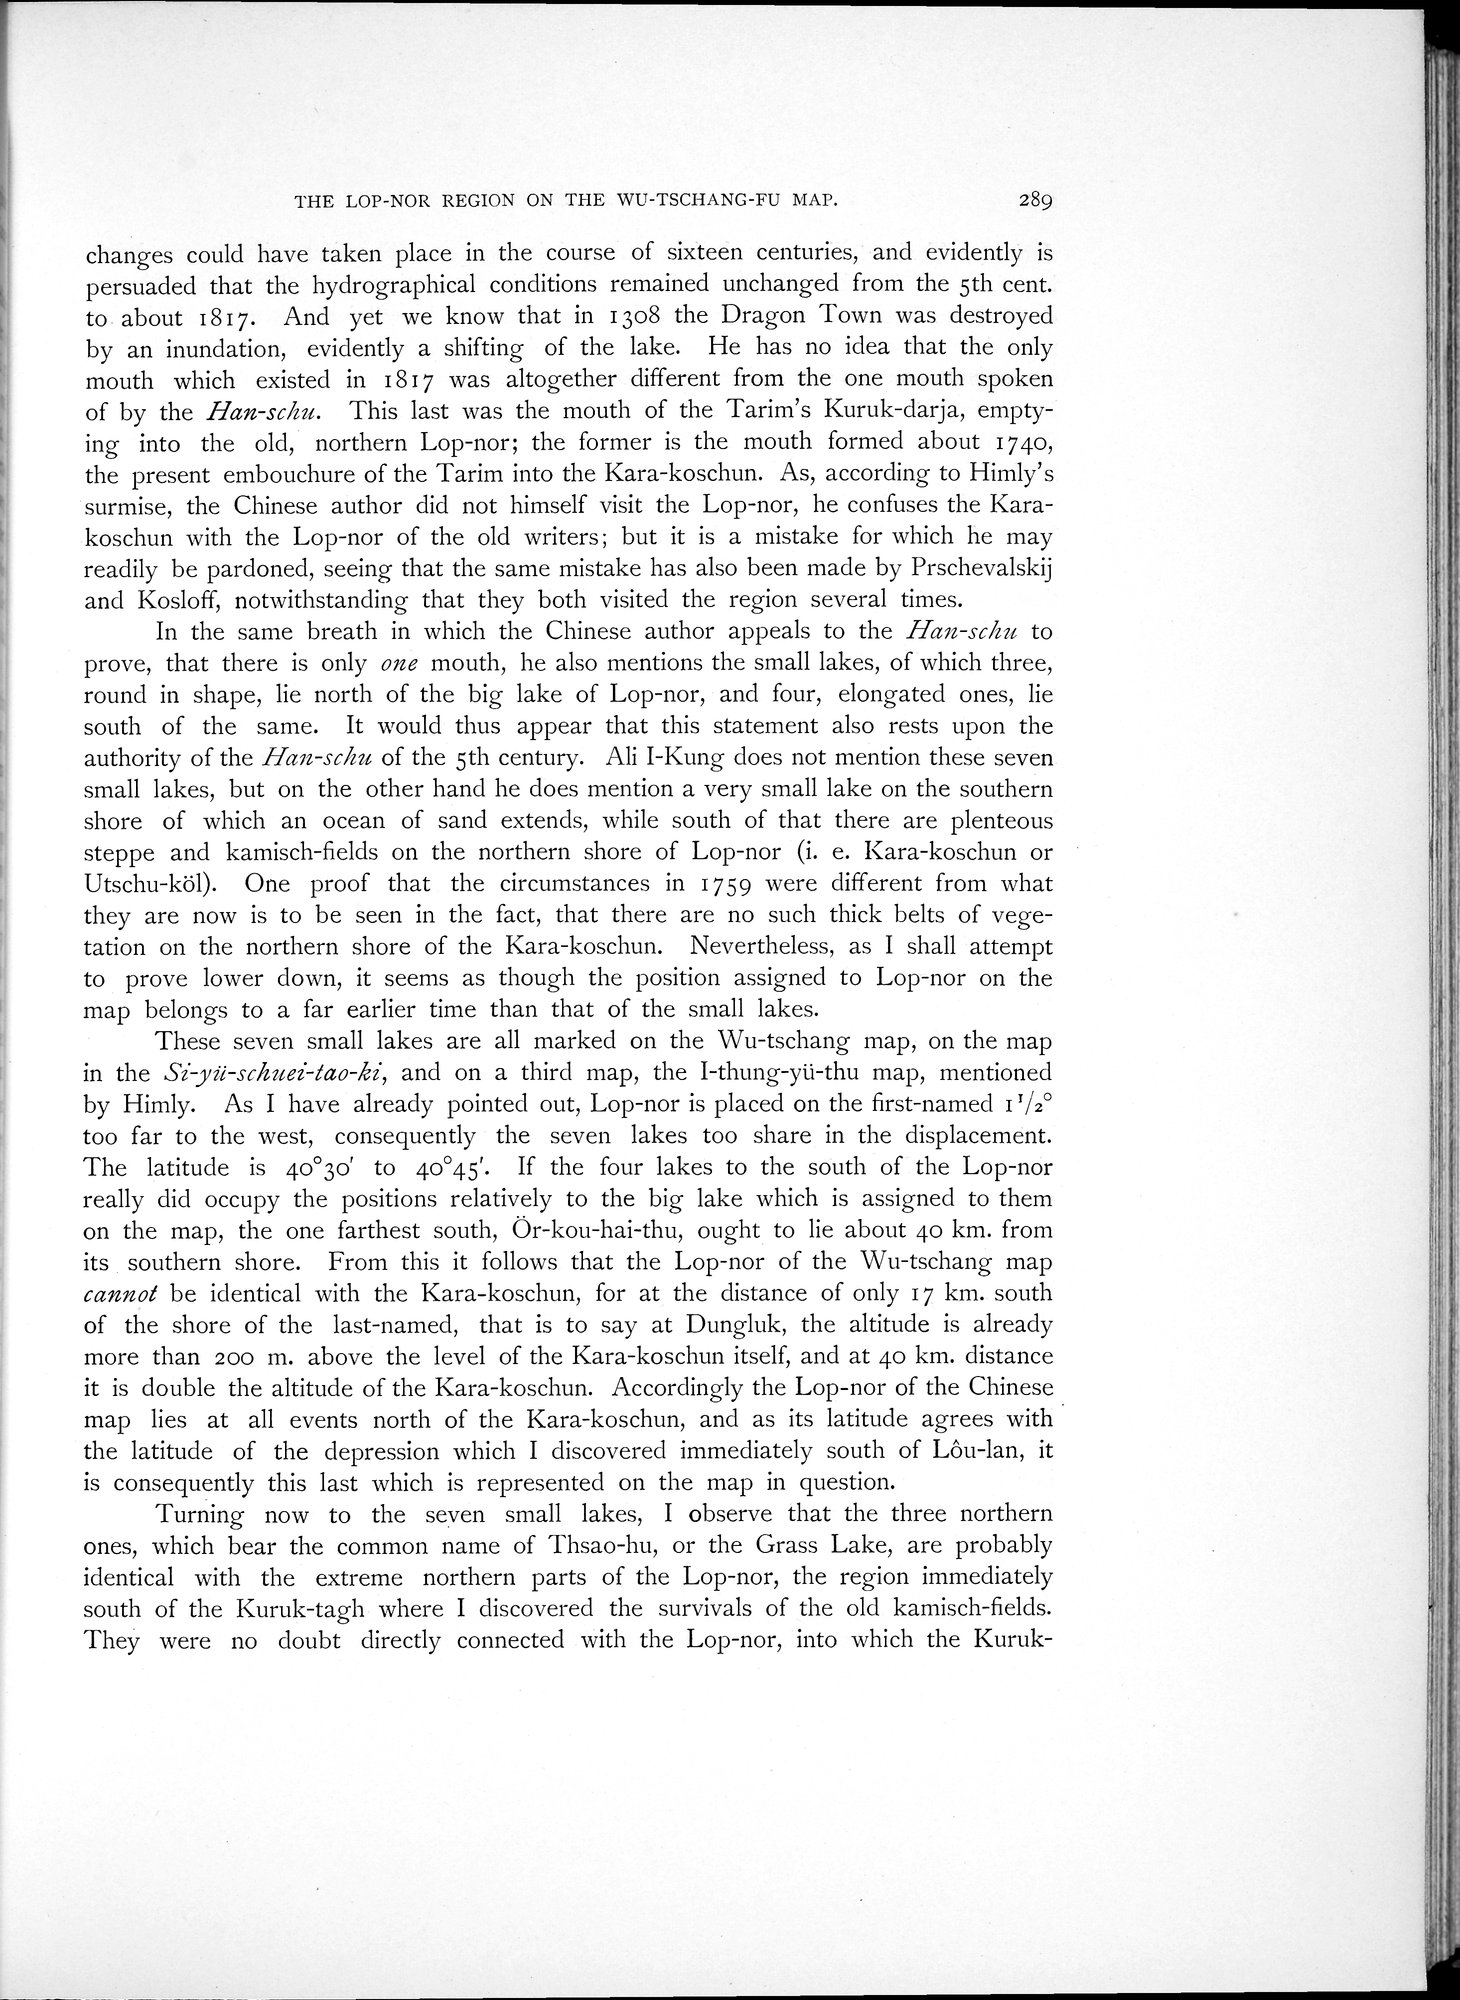 THE LOP-NOR REGION ON THE WU-TSCHANG-FU MAP. 289
changes could have taken place in the course of sixteen centuries, and evidently is
persuaded that the hydrographical conditions remained unchanged from the 5th cent.
to about 1817. And yet we know that in 1308 the Dragon Town was destroyed
by an inundation, evidently a shifting of the lake. He has no idea that the only
mouth which existed in 1817 was altogether different from the one mouth spoken
of by the Han-schu. This last was the mouth of the Tarim's Kuruk-darja, empty-
ing into the old, northern Lop-nor; the former is the mouth formed about 1740,
the present embouchure of the Tarim into the Kara-koschun. As, according to Himly's
surmise, the Chinese author did not himself visit the Lop-nor, he confuses the Kara-
koschun with the Lop-nor of the old writers; but it is a mistake for which he may
readily be pardoned, seeing that the same mistake has also been made by Prschevalskij
and Kosloff, notwithstanding that they both visited the region several times.
In the same breath in which the Chinese author appeals to the Han-schu to
prove, that there is only one mouth, he also mentions the small lakes, of which three,
round in shape, lie north of the big lake of Lop-nor, and four, elongated ones, lie
south of the same. It would thus appear that this statement also rests upon the
authority of the Han-schu of the 5th century. Ali I-Kung does not mention these seven
small lakes, but on the other hand he does mention a very small lake on the southern
shore of which an ocean of sand extends, while south of that there are plenteous
steppe and kamisch-fields on the northern shore of Lop-nor (i. e. Kara-koschun or
Utschu-köl). One proof that the circumstances in 1759 were different from what
they are now is to be seen in the fact, that there are no such thick belts of vege-
tation on the northern shore of the Kara-koschun. Nevertheless, as I shall attempt
to prove lower down, it seems as though the position assigned to Lop-nor on the
map belongs to a far earlier time than that of the small lakes.
These seven small lakes are all marked on the Wu-tschang map, on the map
in the Si-yü-schuei-tao-ki, and on a third map, the I-thung-yü-thu map, mentioned
by Himly. As I have already pointed out, Lop-nor is placed on the first-named 1 1/2°
too far to the west, consequently the seven lakes too share in the displacement.
The latitude is 40°30' to 40°45'. If the four lakes to the south of the Lop-nor
really did occupy the positions relatively to the big lake which is assigned to them
on the map, the one farthest south, Ör-kou-hai-thu, ought to lie about 40 km. from
its southern shore. From this it follows that the Lop-nor of the Wu-tschang map
cannot be identical with the Kara-koschun, for at the distance of only 17 km. south
of the shore of the last-named, that is to say at Dungluk, the altitude is already
more than 200 m. above the level of the Kara-koschun itself, and at 40 km. distance
it is double the altitude of the Kara-koschun. Accordingly the Lop-nor of the Chinese
map lies at all events north of the Kara-koschun, and as its latitude agrees with
the latitude of the depression which I discovered immediately south of Lôu-lan, it
is consequently this last which is represented on the map in question.
Turning now to the seven small lakes, I observe that the three northern
ones, which bear the common name of Thsao-hu, or the Grass Lake, are probably
identical with the extreme northern parts of the Lop-nor, the region immediately
south of the Kuruk-tagh where I discovered the survivals of the old kamisch-fields.
They were no doubt directly connected with the Lop-nor, into which the Kuruk-